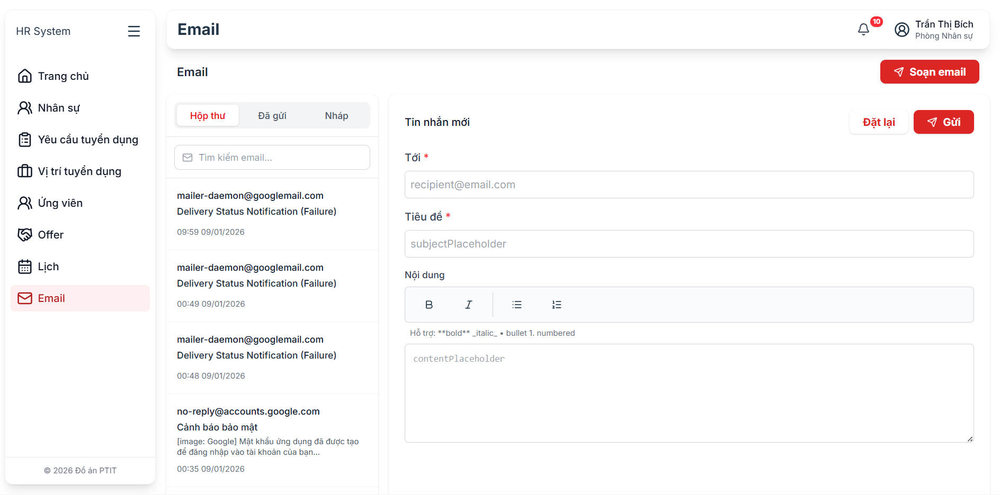 HR System
Trang chủ
Nhân sự
Yêu cầu tuyển dụng
Vị trí tuyển dụng
Ứng viên
Offer
Lịch
Email
© 2026 Đồ án PTIT
Email
10
Trần Thị Bích
Phòng Nhân sự
Email
Soạn email
Hộp thư
Đã gửi
Nháp
Tìm kiếm email...
mailer-daemon@googlemail.com
Delivery Status Notification (Failure)
09:59 09/01/2026
mailer-daemon@googlemail.com
Delivery Status Notification (Failure)
00:49 09/01/2026
mailer-daemon@googlemail.com
Delivery Status Notification (Failure)
00:48 09/01/2026
no-reply@accounts.google.com
Cảnh báo bảo mật
[image: Google] Mật khẩu ứng dụng đã được tạo
để đăng nhập vào tài khoản của bạn...
00:35 09/01/2026
Tin nhắn mới
Đặt lại
Gửi
Tới *
recipient@email.com
Tiêu đề *
subjectPlaceholder
Nội dung
B I
Hỗ trợ: **bold** _italic_ • bullet 1. numbered
contentPlaceholder